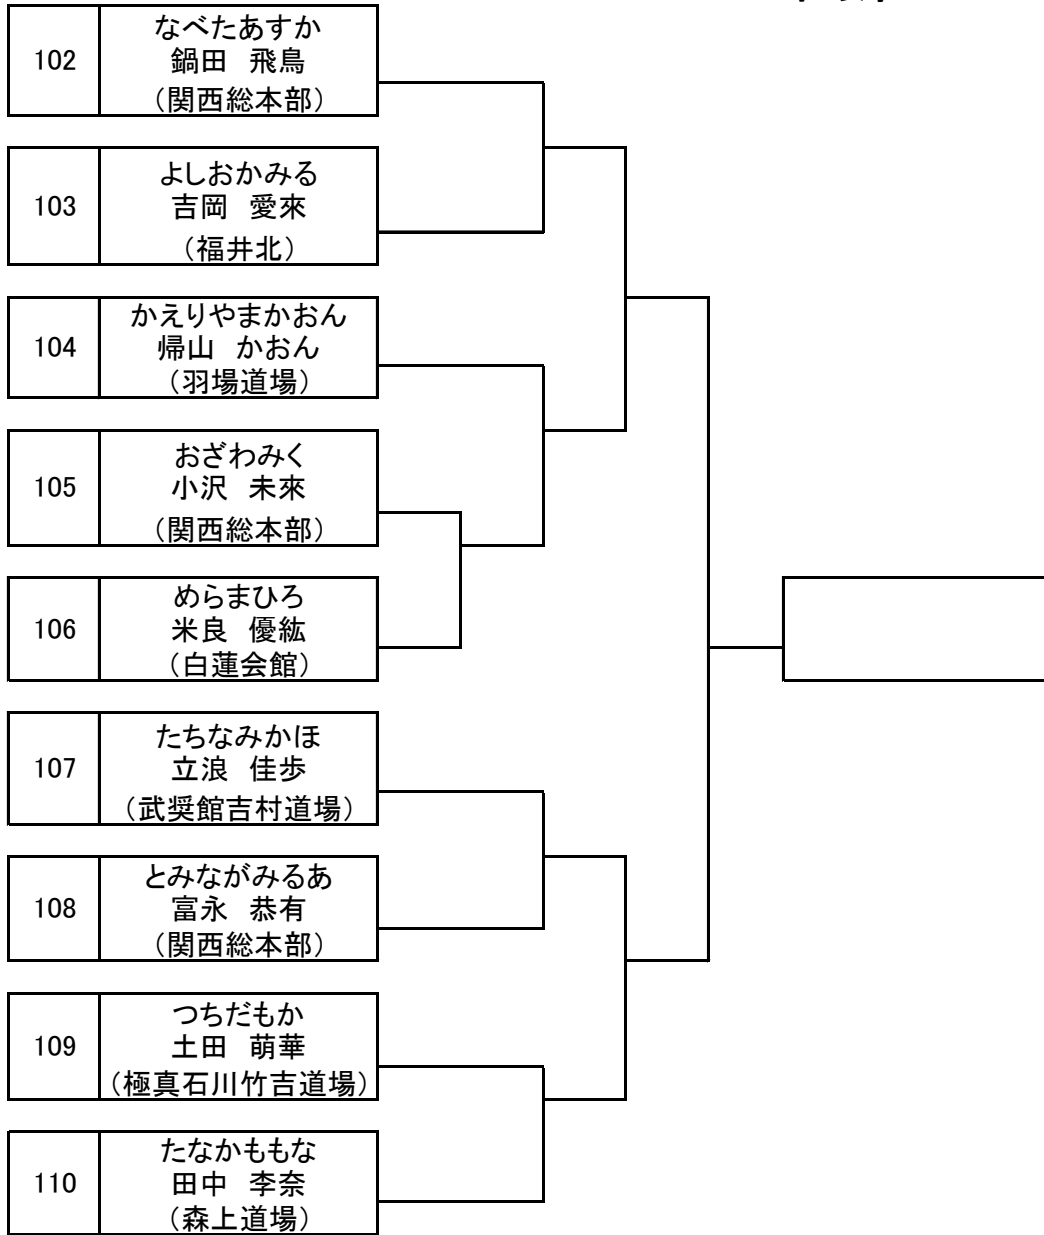 102
なべたあすか
鍋田 飛鳥
(関西総本部)
103
よしおかみる
吉岡 愛來
(福井北)
104
かえりやまかおん
帰山 かおん
(羽場道場)
105
おざわみく
小沢 未來
(関西総本部)
106
めらまひろ
米良 優紘
(白蓮会館)
107
たちなみかほ
立浪 佳歩
(武奨館吉村道場)
108
とみながみるあ
富永 恭有
(関西総本部)
109
つちだもか
土田 萌華
(極真石川竹吉道場)
110
たなかももな
田中 李奈
(森上道場)